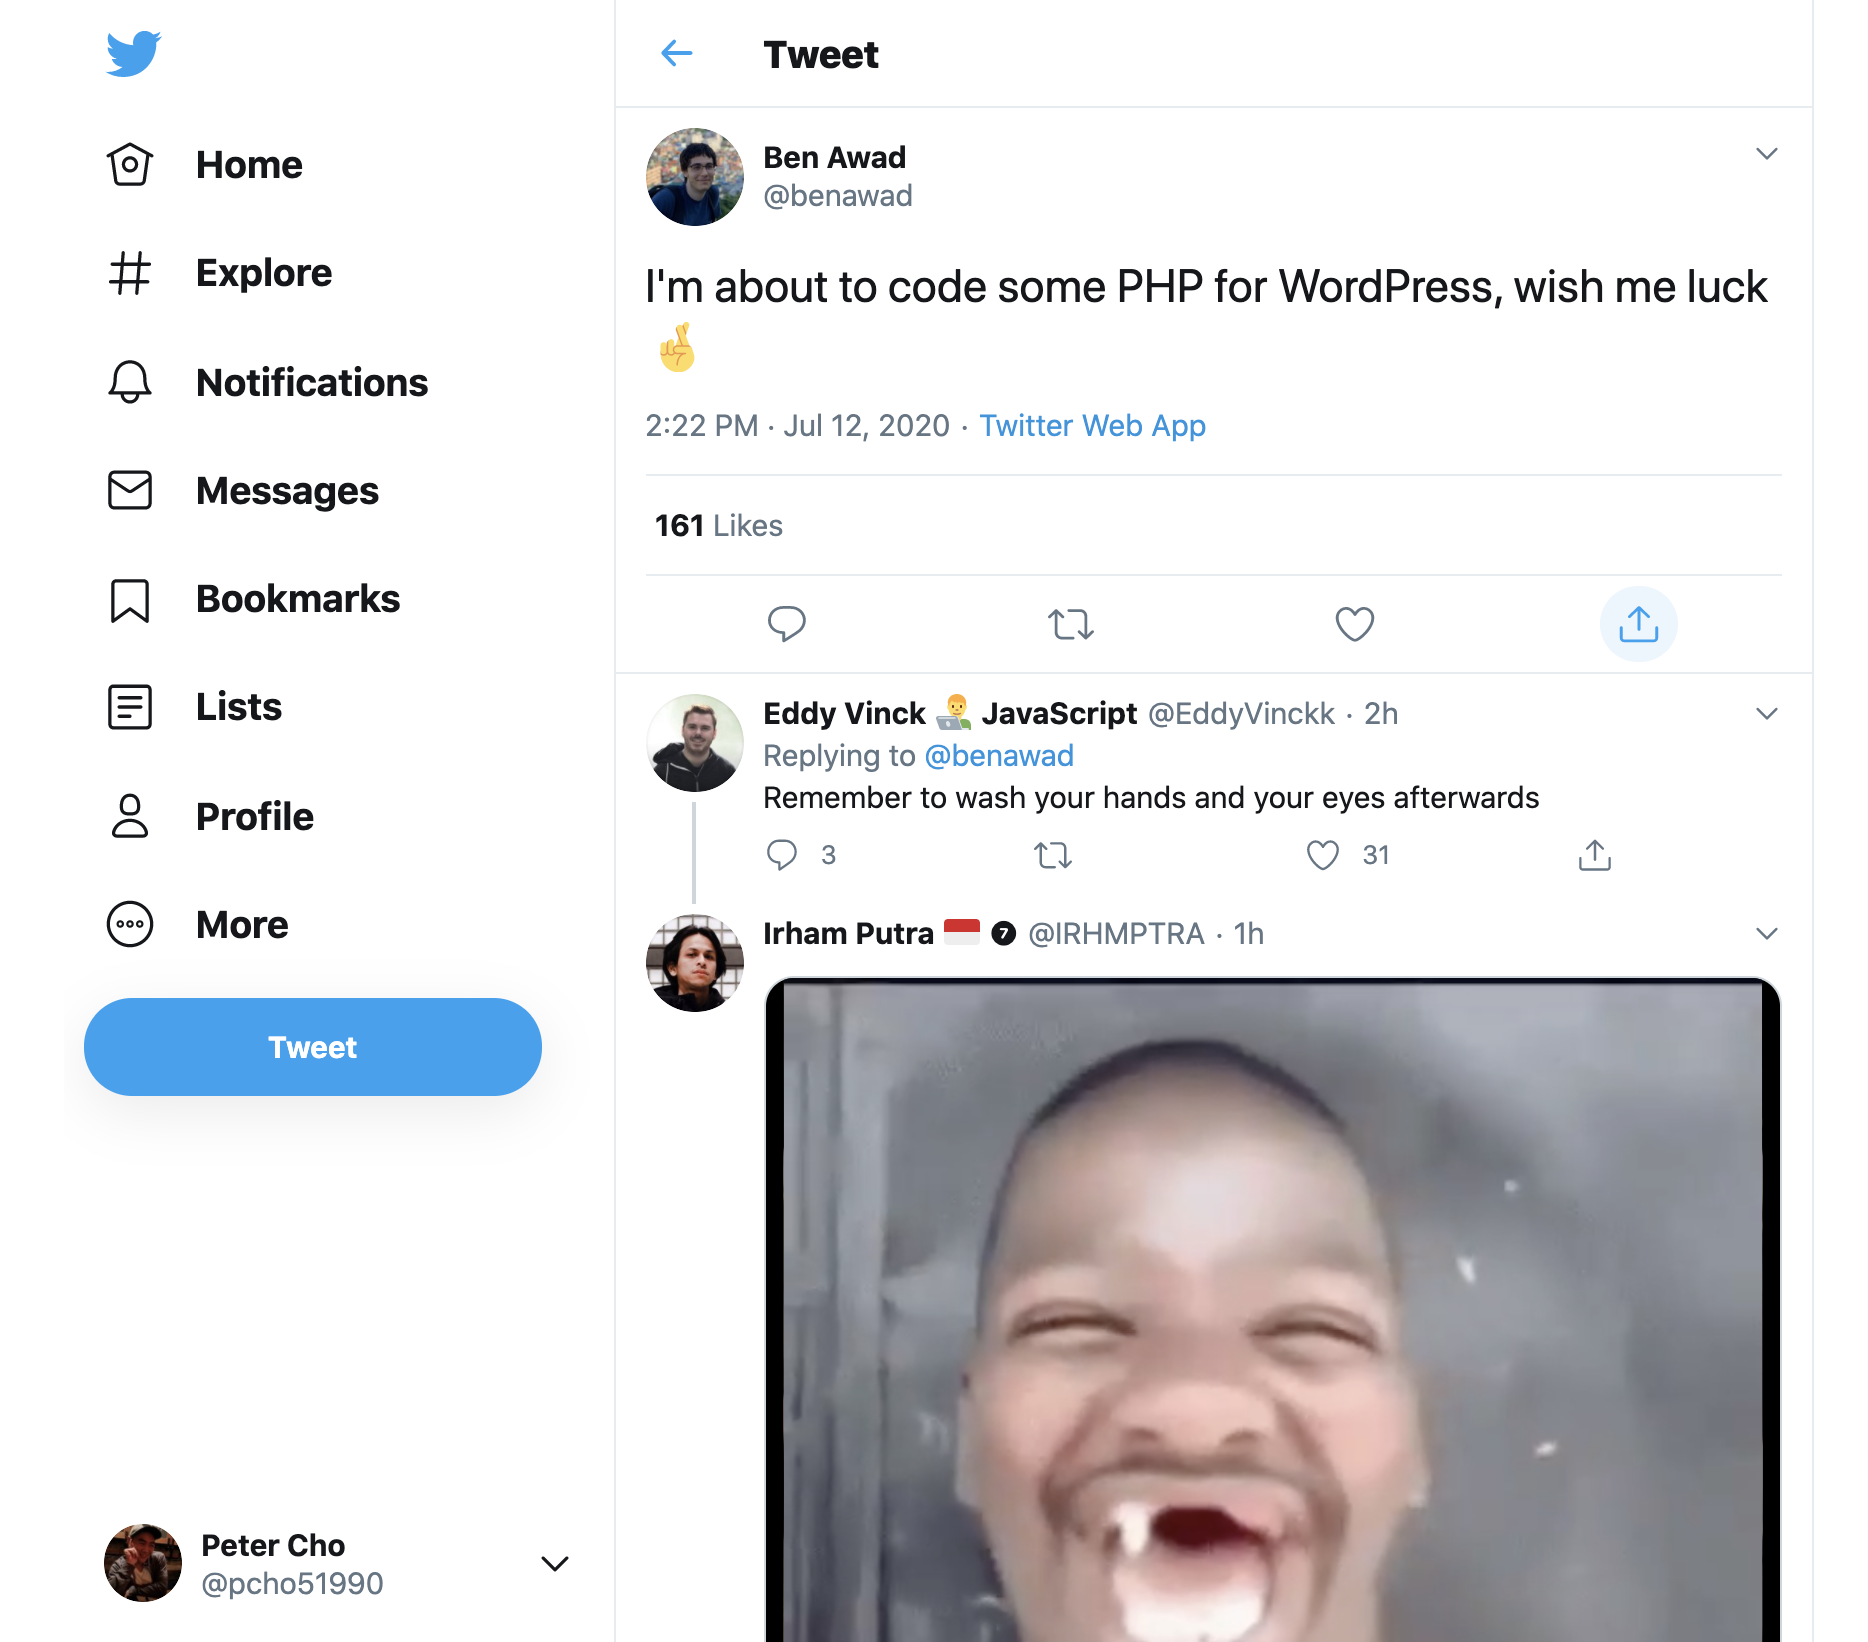 Home
Explore
Notifications
Messages
Bookmarks
Lists
Profile
More
Tweet
Peter Cho
@pcho51990
Tweet
Ben Awad
@benawad
I'm about to code some PHP for WordPress, wish me luck
🤞
2:22 PM · Jul 12, 2020 · Twitter Web App
161 Likes
Eddy Vinck 👨‍💻 JavaScript @EddyVinckk · 2h
Replying to @benawad
Remember to wash your hands and your eyes afterwards
3 31
Irham Putra 🇮🇩 ❼ @IRHMPTRA · 1h